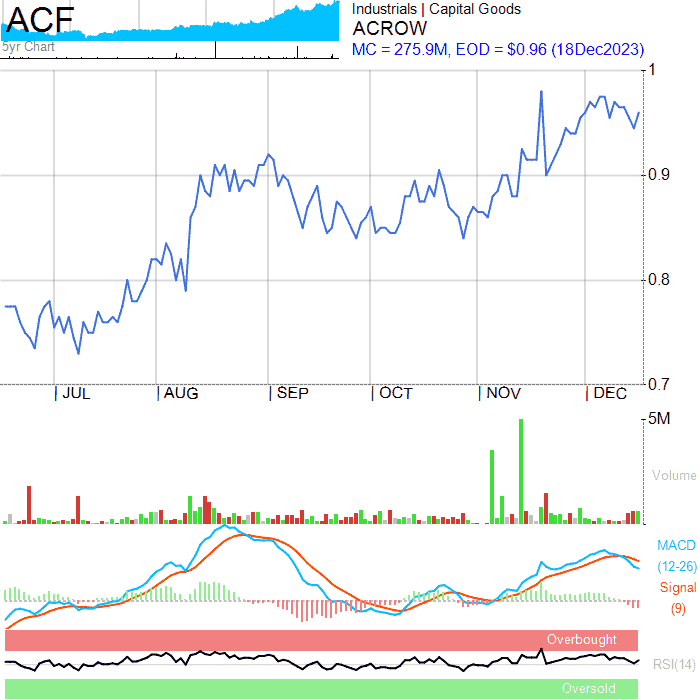 ACF
5yr Chart
Industrials | Capital Goods
ACROW
MC = 275.9M, EOD = $0.96 (18Dec2023)
1
0.9
0.8
0.7
JUL
AUG
SEP
OCT
NOV
DEC
5M
Volume
MACD
(12-26)
Signal
(9)
Overbought
RSI(14)
Oversold